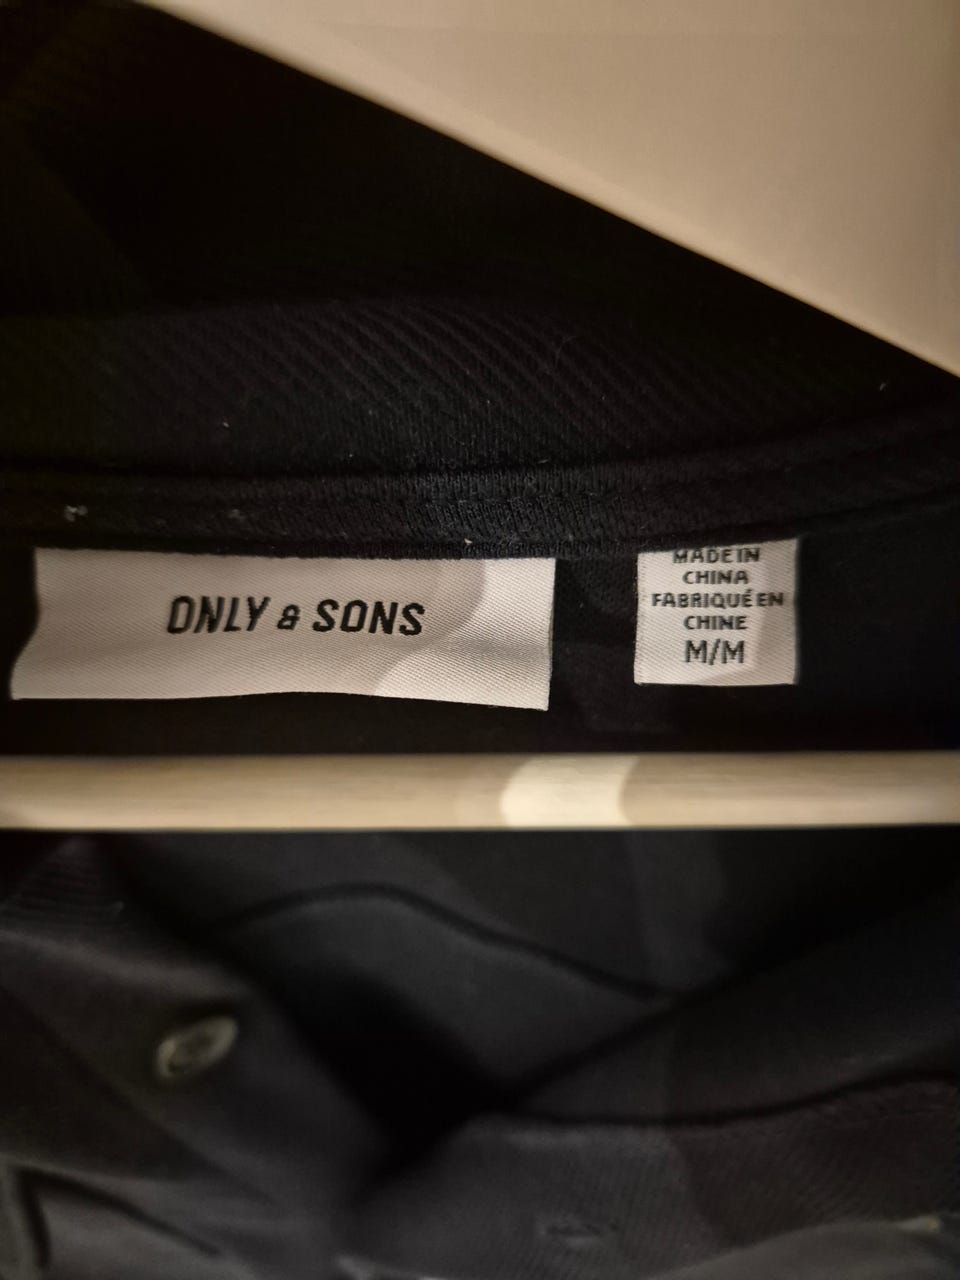 ONLY & SONS
MADE IN
CHINA
FABRIQUÉ EN
CHINE
M/M